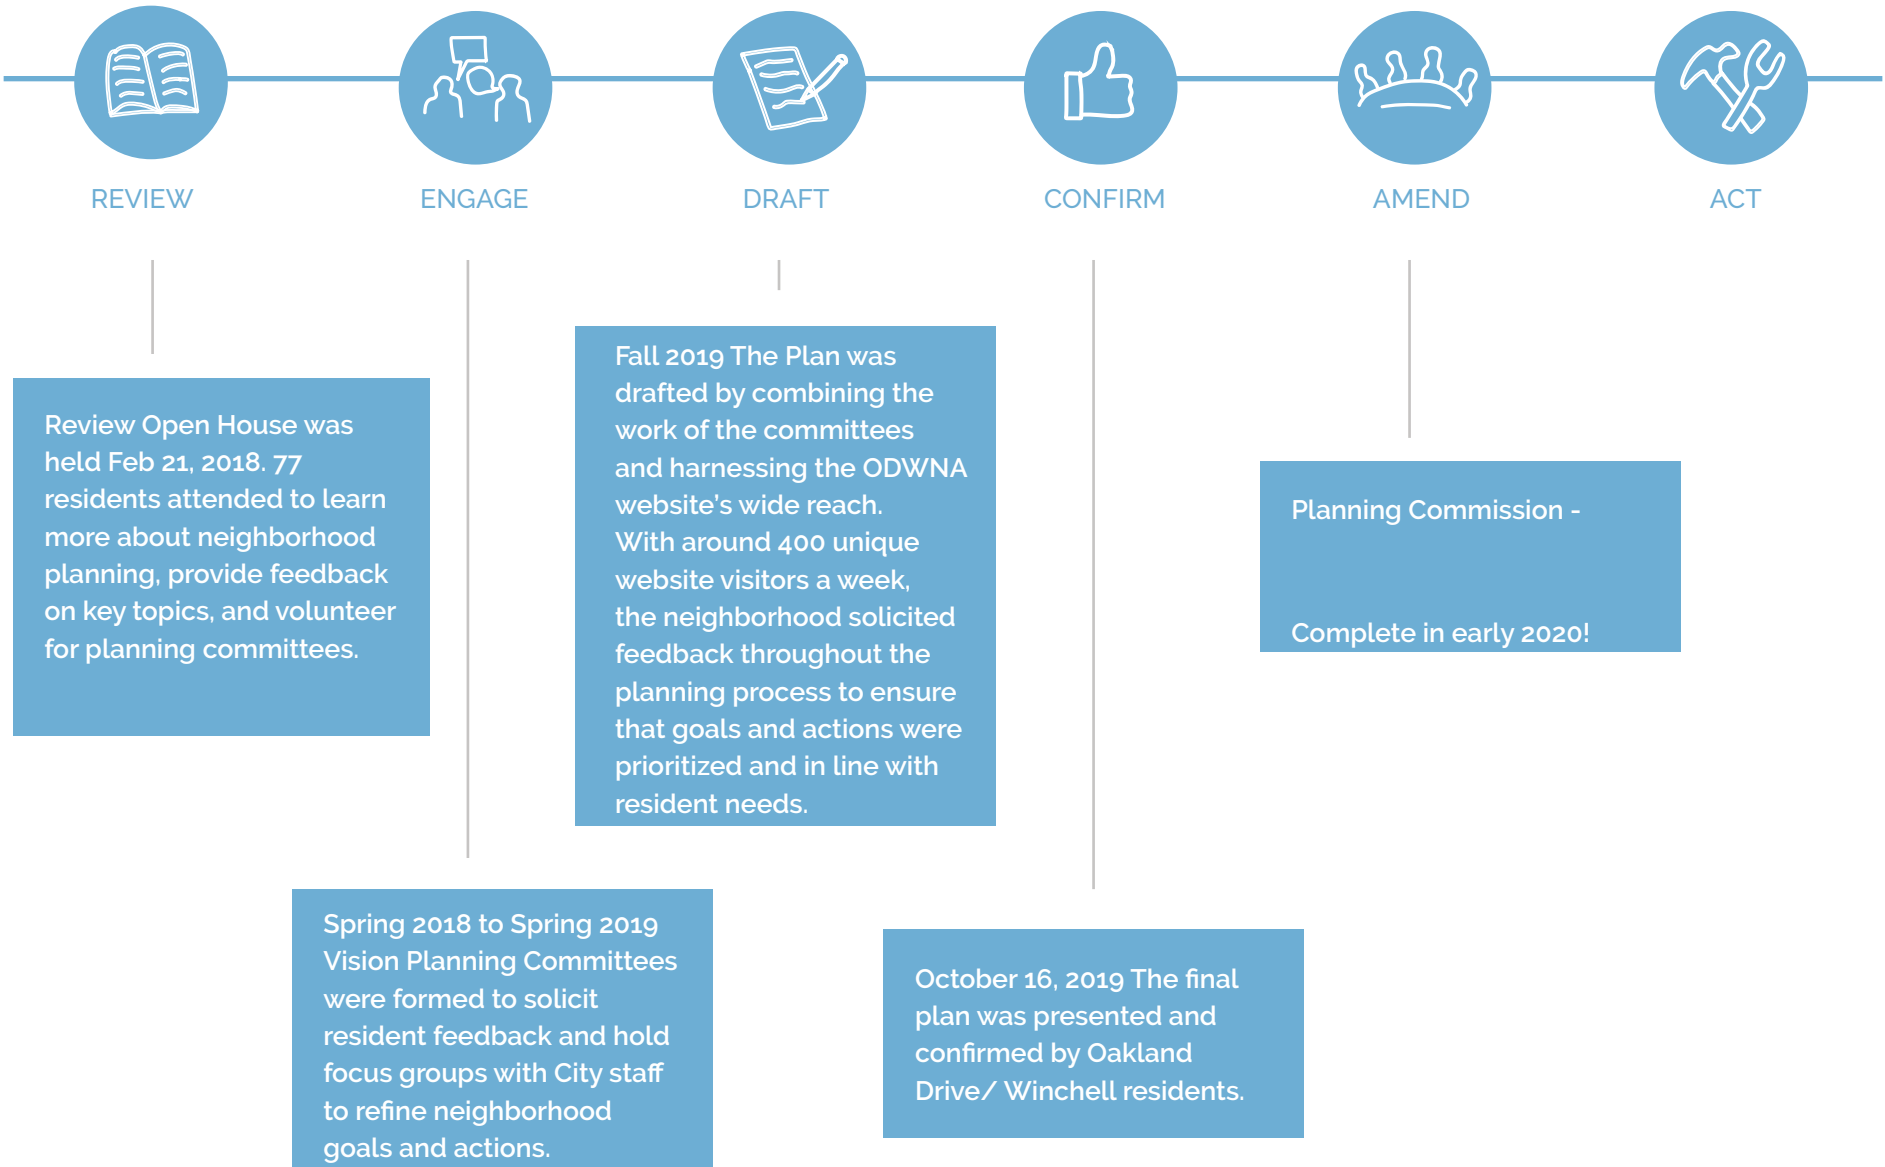 REVIEW
ENGAGE
DRAFT
CONFIRM
AMEND
ACT
Review Open House was
held Feb 21, 2018. 77
residents attended to learn
more about neighborhood
planning, provide feedback
on key topics, and volunteer
for planning committees.
Spring 2018 to Spring 2019
Vision Planning Committees
were formed to solicit
resident feedback and hold
focus groups with City staff
to refine neighborhood
goals and actions.
Fall 2019 The Plan was
drafted by combining the
work of the committees
and harnessing the ODWNA
website's wide reach.
With around 400 unique
website visitors a week,
the neighborhood solicited
feedback throughout the
planning process to ensure
that goals and actions were
prioritized and in line with
resident needs.
October 16, 2019 The final
plan was presented and
confirmed by Oakland
Drive/ Winchell residents.
Planning Commission -
Complete in early 2020!